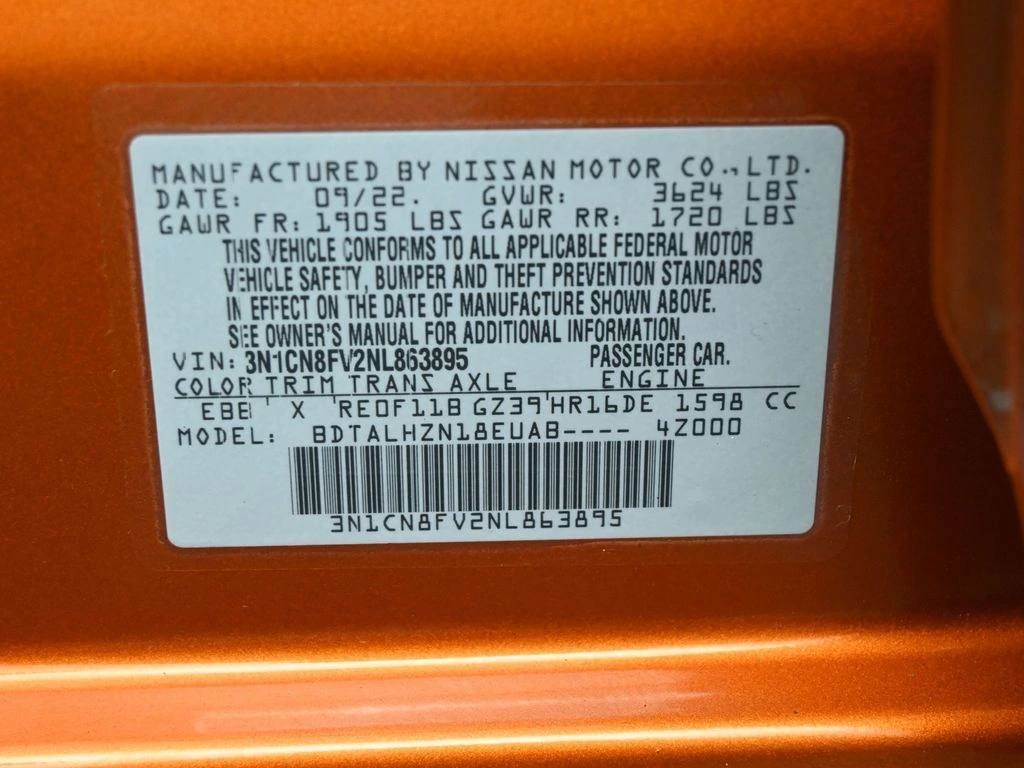 MANUFACTURED BY NISSAN MOTOR CO.,LTD.
DATE: 09/22. GVWR: 3624 LBS
GAWR FR: 1905 LBS GAWR RR: 1720 LBS
THIS VEHICLE CONFORMS TO ALL APPLICABLE FEDERAL MOTOR
VEHICLE SAFETY, BUMPER AND THEFT PREVENTION STANDARDS
IN EFFECT ON THE DATE OF MANUFACTURE SHOWN ABOVE.
SEE OWNER'S MANUAL FOR ADDITIONAL INFORMATION.
VIN: 3N1CN8FV2NL863895 PASSENGER CAR.
COLOR TRIM TRANS AXLE ENGINE
EBB X RE0F11B GZ39 HR16DE 1598 CC
MODEL: BDTALHZN18EUAB---- 4Z000
3N1CN8FV2NL863895